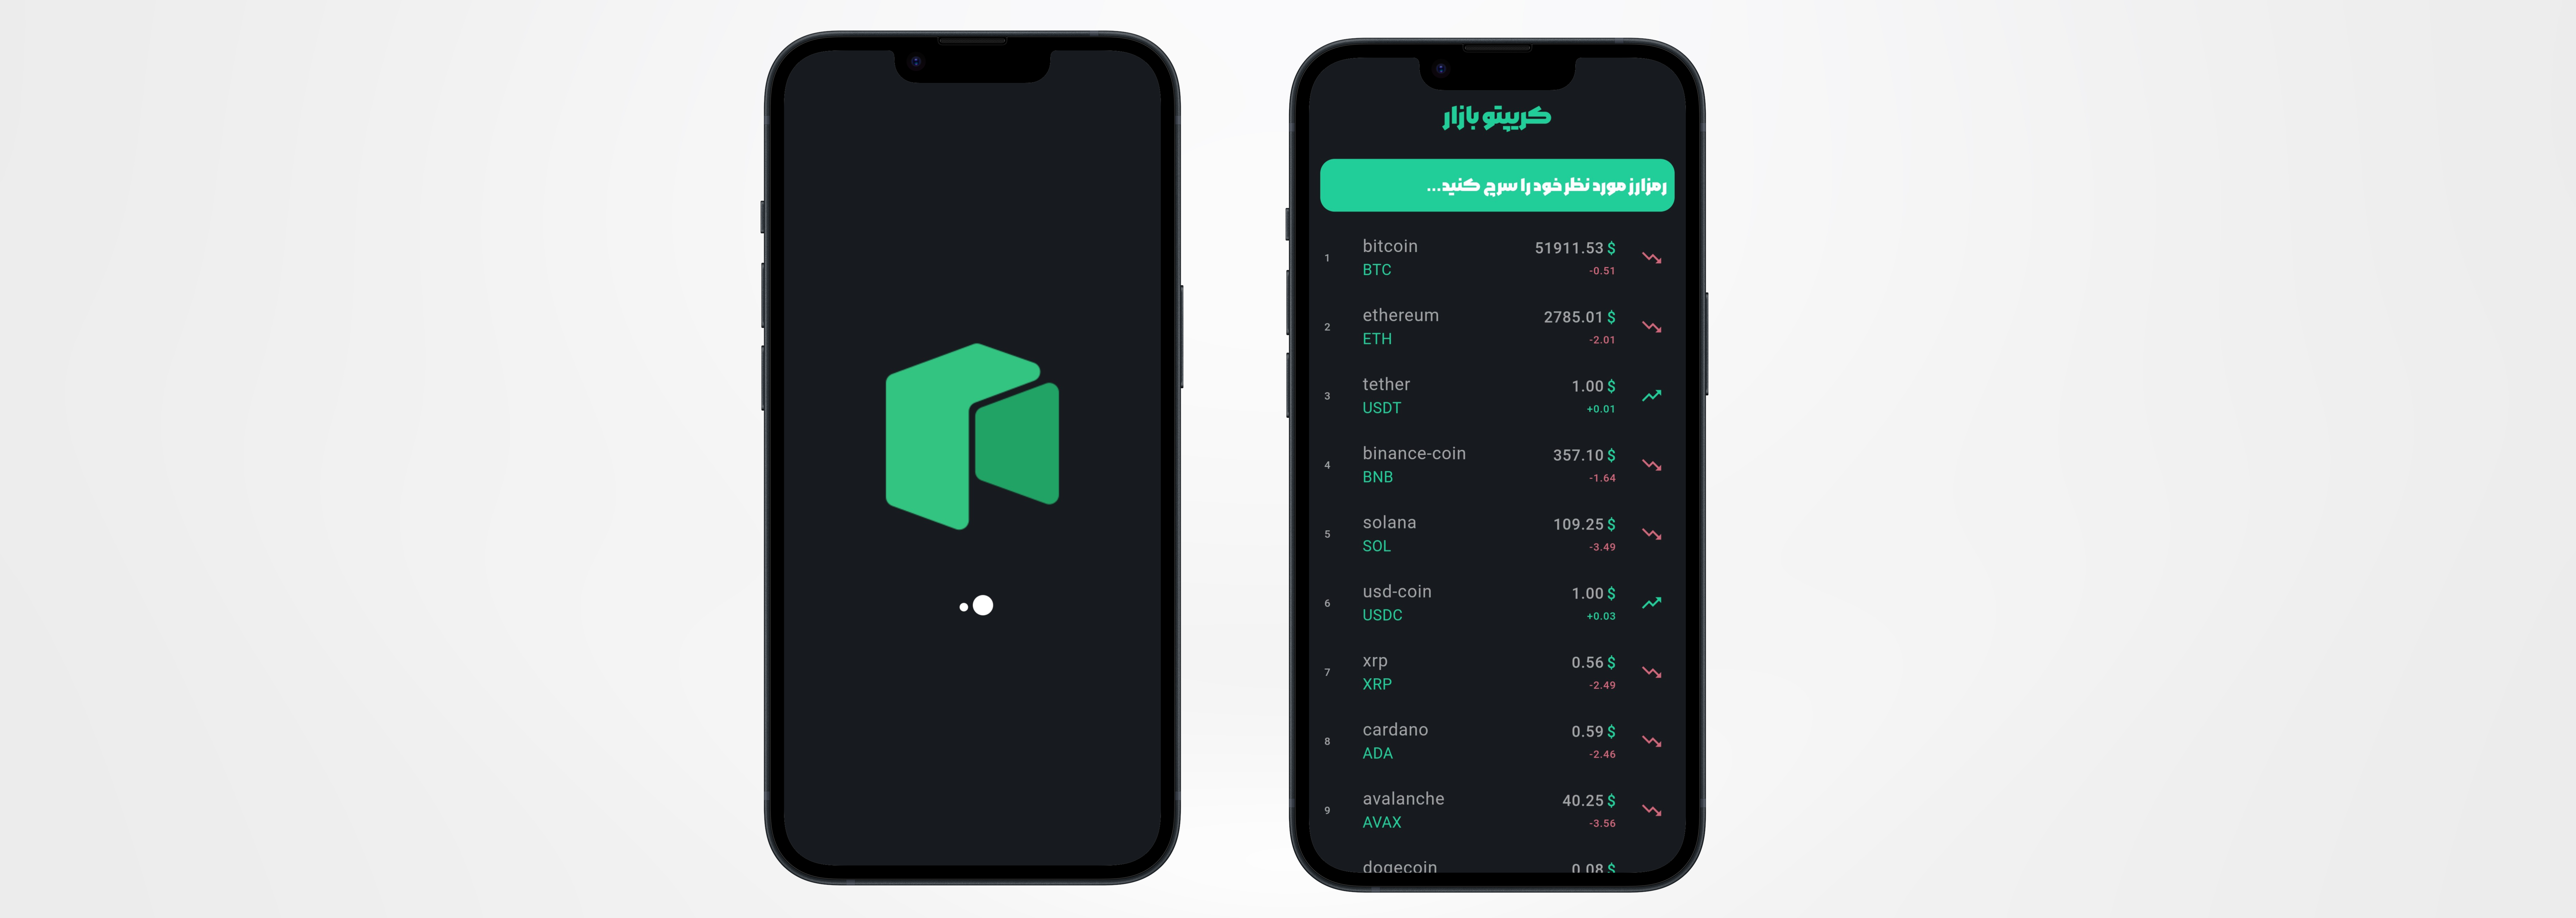 کریپتو بازار
رمزارز مورد نظر خود را سرچ کنید...
1 bitcoin 51911.53 $
BTC -0.51
2 ethereum 2785.01 $
ETH -2.01
3 tether 1.00 $
USDT +0.01
4 binance-coin 357.10 $
BNB -1.64
5 solana 109.25 $
SOL -3.49
6 usd-coin 1.00 $
USDC +0.03
7 xrp 0.56 $
XRP -2.49
8 cardano 0.59 $
ADA -2.46
9 avalanche 40.25 $
AVAX -3.56
dogecoin 0.08 $